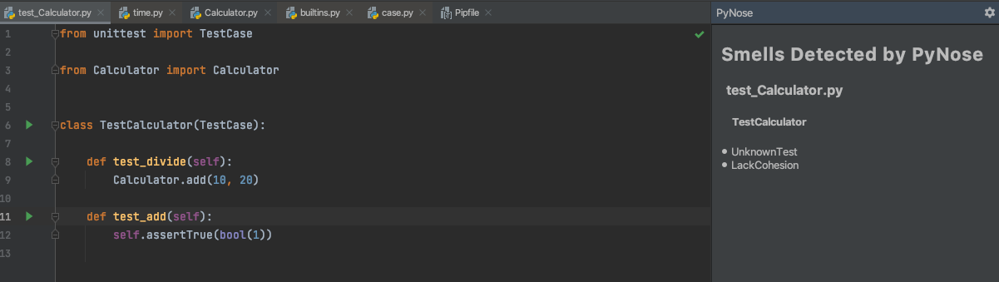 test_Calculator.py time.py Calculator.py builtins.py case.py Pipfile PyNose
1 from unittest import TestCase
2
3 from Calculator import Calculator
4
5
6 class TestCalculator(TestCase):
7
8 def test_divide(self):
9 Calculator.add(10, 20)
10
11 def test_add(self):
12 self.assertTrue(bool(1))
13
Smells Detected by PyNose
test_Calculator.py
TestCalculator
UnknownTest
LackCohesion